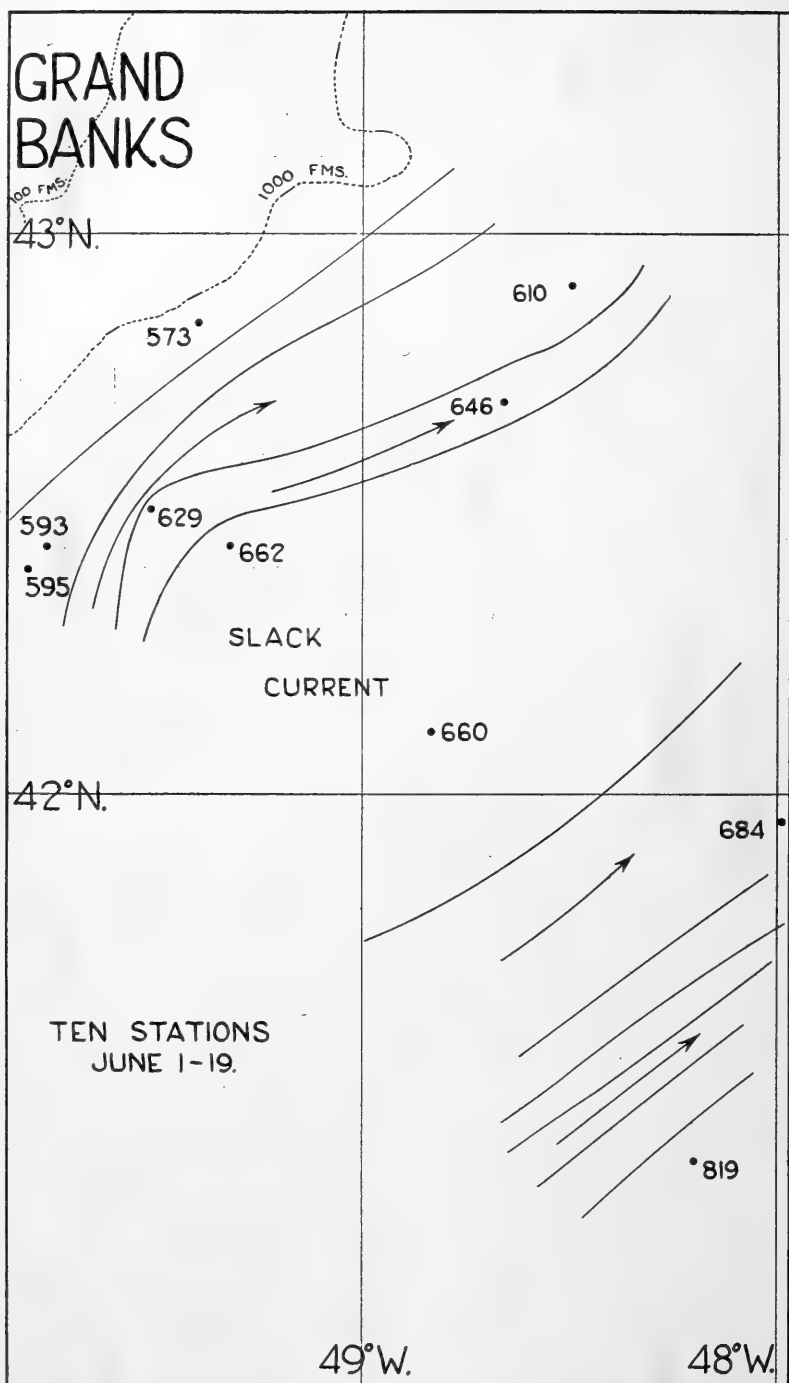 GRAND
BANKS
100 FMS.
1000 FMS.
43°N.
610
573
646
629
593
662
595
SLACK
CURRENT
660
42°N.
684
TEN STATIONS
JUNE 1-19.
819
49°W.
48°W.